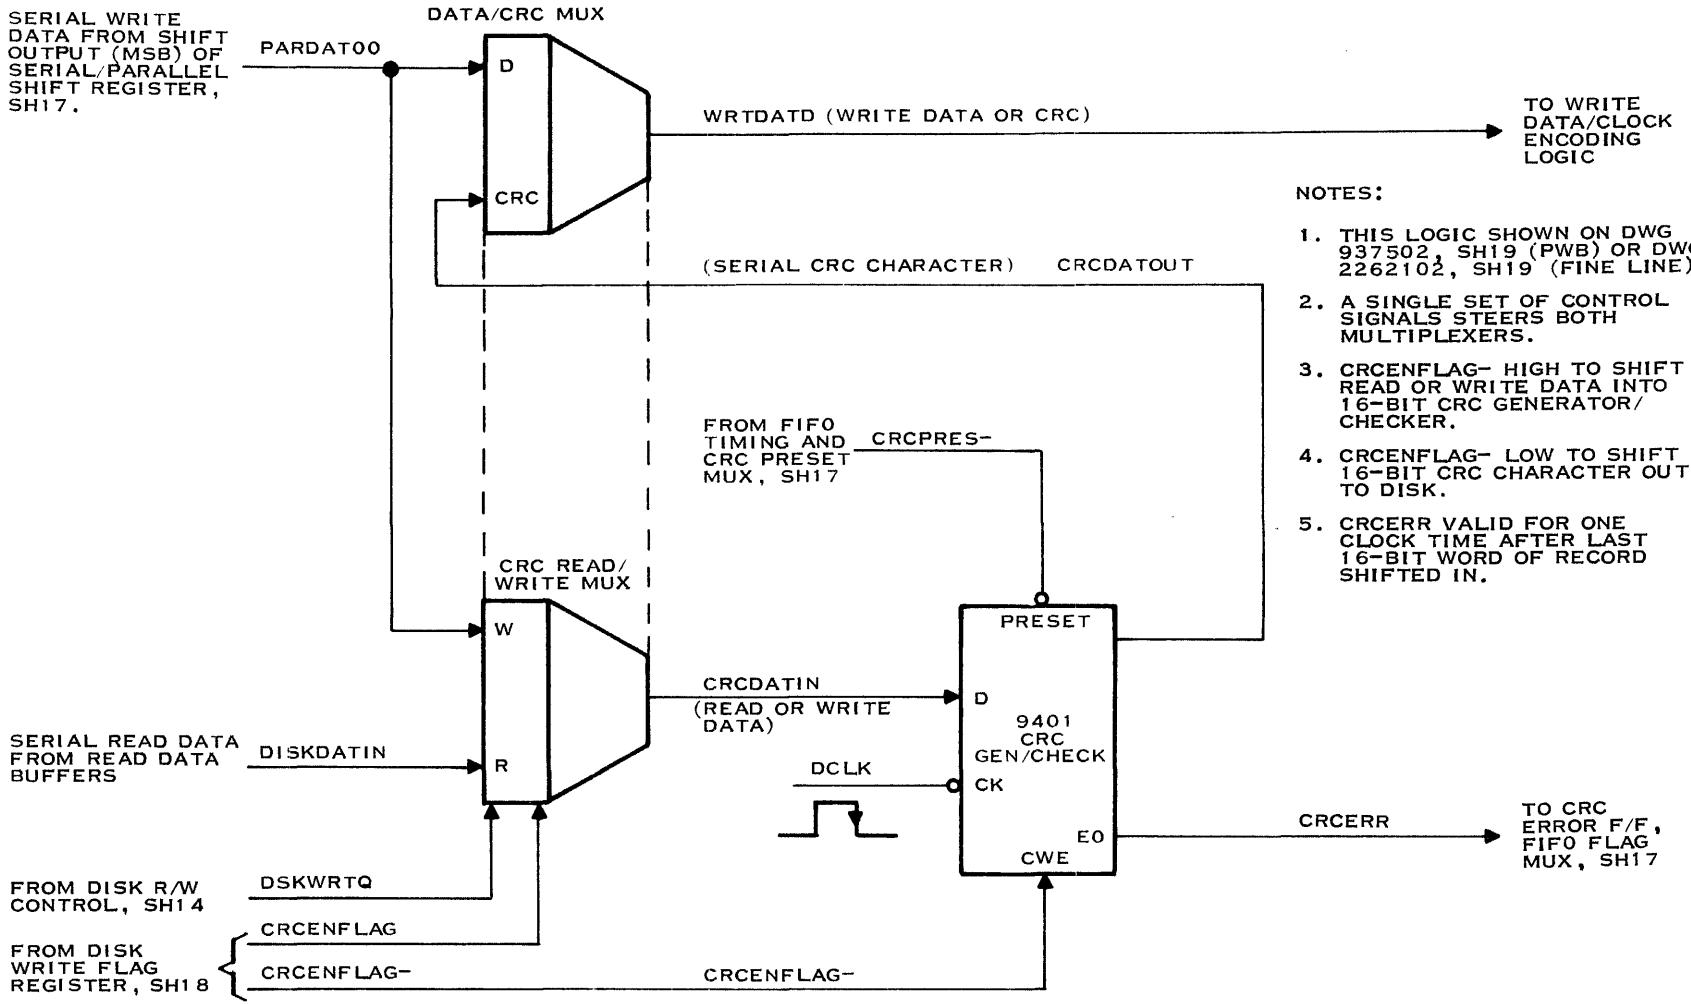 SERIAL WRITE
DATA FROM SHIFT
OUTPUT (MSB) OF
SERIAL/PARALLEL
SHIFT REGISTER,
SH17.
PARDAT00
DATA/CRC MUX
D
CRC
WRTDATD (WRITE DATA OR CRC)
TO WRITE
DATA/CLOCK
ENCODING
LOGIC
(SERIAL CRC CHARACTER) CRCDATOUT
NOTES:
1. THIS LOGIC SHOWN ON DWG
937502, SH19 (PWB) OR DWG
2262102, SH19 (FINE LINE)
2. A SINGLE SET OF CONTROL
SIGNALS STEERS BOTH
MULTIPLEXERS.
3. CRCENFLAG- HIGH TO SHIFT
READ OR WRITE DATA INTO
16-BIT CRC GENERATOR/
CHECKER.
4. CRCENFLAG- LOW TO SHIFT
16-BIT CRC CHARACTER OUT
TO DISK.
5. CRCERR VALID FOR ONE
CLOCK TIME AFTER LAST
16-BIT WORD OF RECORD
SHIFTED IN.
FROM FIFO
TIMING AND
CRC PRESET
MUX, SH17
CRCPRES-
CRC READ/
WRITE MUX
W
R
SERIAL READ DATA
FROM READ DATA
BUFFERS
DISKDATIN
CRCDATIN
(READ OR WRITE
DATA)
DCLK
PRESET
D
9401
CRC
GEN/CHECK
CK
E0
CWE
CRCERR
TO CRC
ERROR F/F,
FIFO FLAG
MUX, SH17
FROM DISK R/W
CONTROL, SH14
DSKWRTQ
FROM DISK
WRITE FLAG
REGISTER, SH18
CRCENFLAG
CRCENFLAG-
CRCENFLAG-